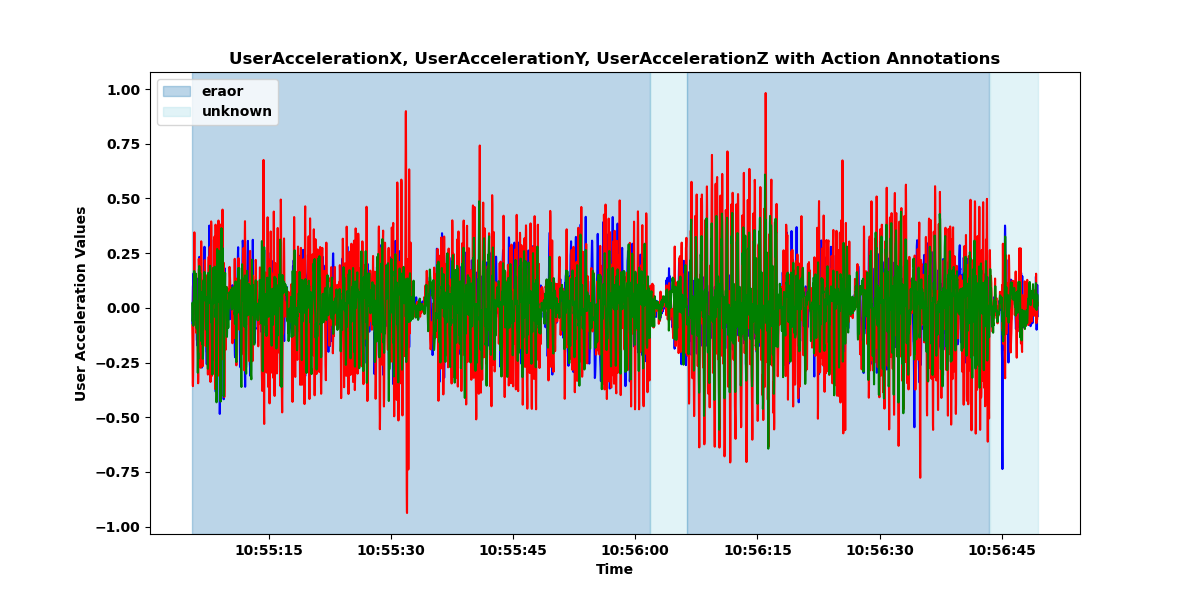 UserAccelerationX, UserAccelerationY, UserAccelerationZ with Action Annotations
eraor
unknown
1.00
0.75
0.50
0.25
0.00
−0.25
−0.50
−0.75
−1.00
User Acceleration Values
10:55:15 10:55:30 10:55:45 10:56:00 10:56:15 10:56:30 10:56:45
Time